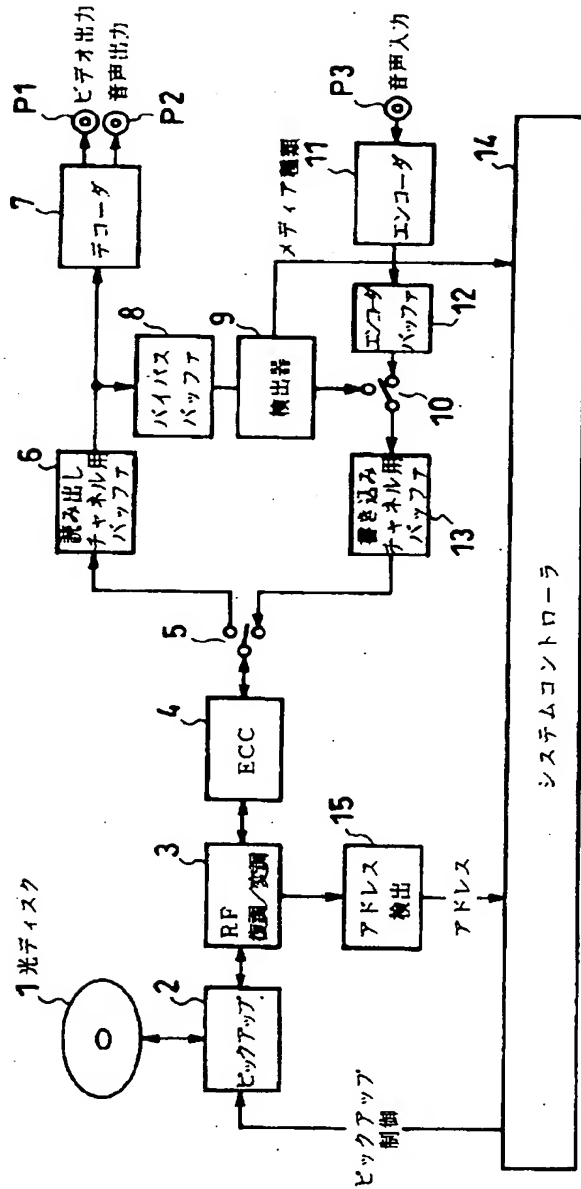 1 光ディスク
2
ピックアップ
3
RF
復調/変調
4
ECC
5
6
読み出し
チャネル用
バッファ
7
デコーダ
P1
ビデオ出力
音声出力
P2
8
バイパス
バッファ
9
検出器
メディア種類
10
11
エンコーダ
P3
音声入力
12
エンコーダ
バッファ
13
書き込み
チャネル用
バッファ
15
アドレス
検出
アドレス
ピックアップ
制御
14
システムコントローラ